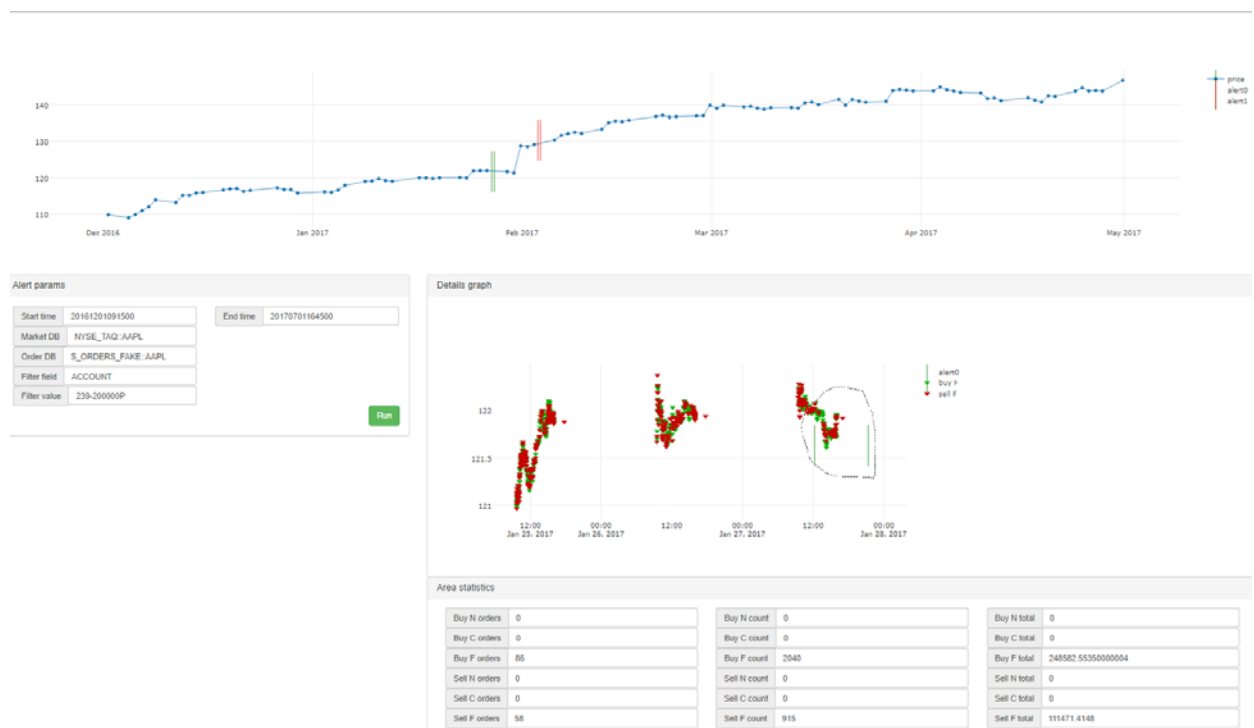 price
alert0
alert1
140
130
120
110
Dec 2016 Jan 2017 Feb 2017 Mar 2017 Apr 2017 May 2017
Alert params
Start time 20161201091500 End time 20170701164500
Market DB NYSE_TAQ::AAPL
Order DB S_ORDERS_FAKE::AAPL
Filter field ACCOUNT
Filter value 239-200000P
Run
Details graph
alert0
buy F
sell F
122
121.5
121
12:00 00:00 12:00 00:00 12:00 00:00
Jan 25, 2017 Jan 26, 2017 Jan 27, 2017 Jan 28, 2017
Area statistics
Buy N orders 0 Buy N count 0 Buy N total 0
Buy C orders 0 Buy C count 0 Buy C total 0
Buy F orders 86 Buy F count 2040 Buy F total 248582.55350000004
Sell N orders 0 Sell N count 0 Sell N total 0
Sell C orders 0 Sell C count 0 Sell C total 0
Sell F orders 58 Sell F count 915 Sell F total 111471.4148